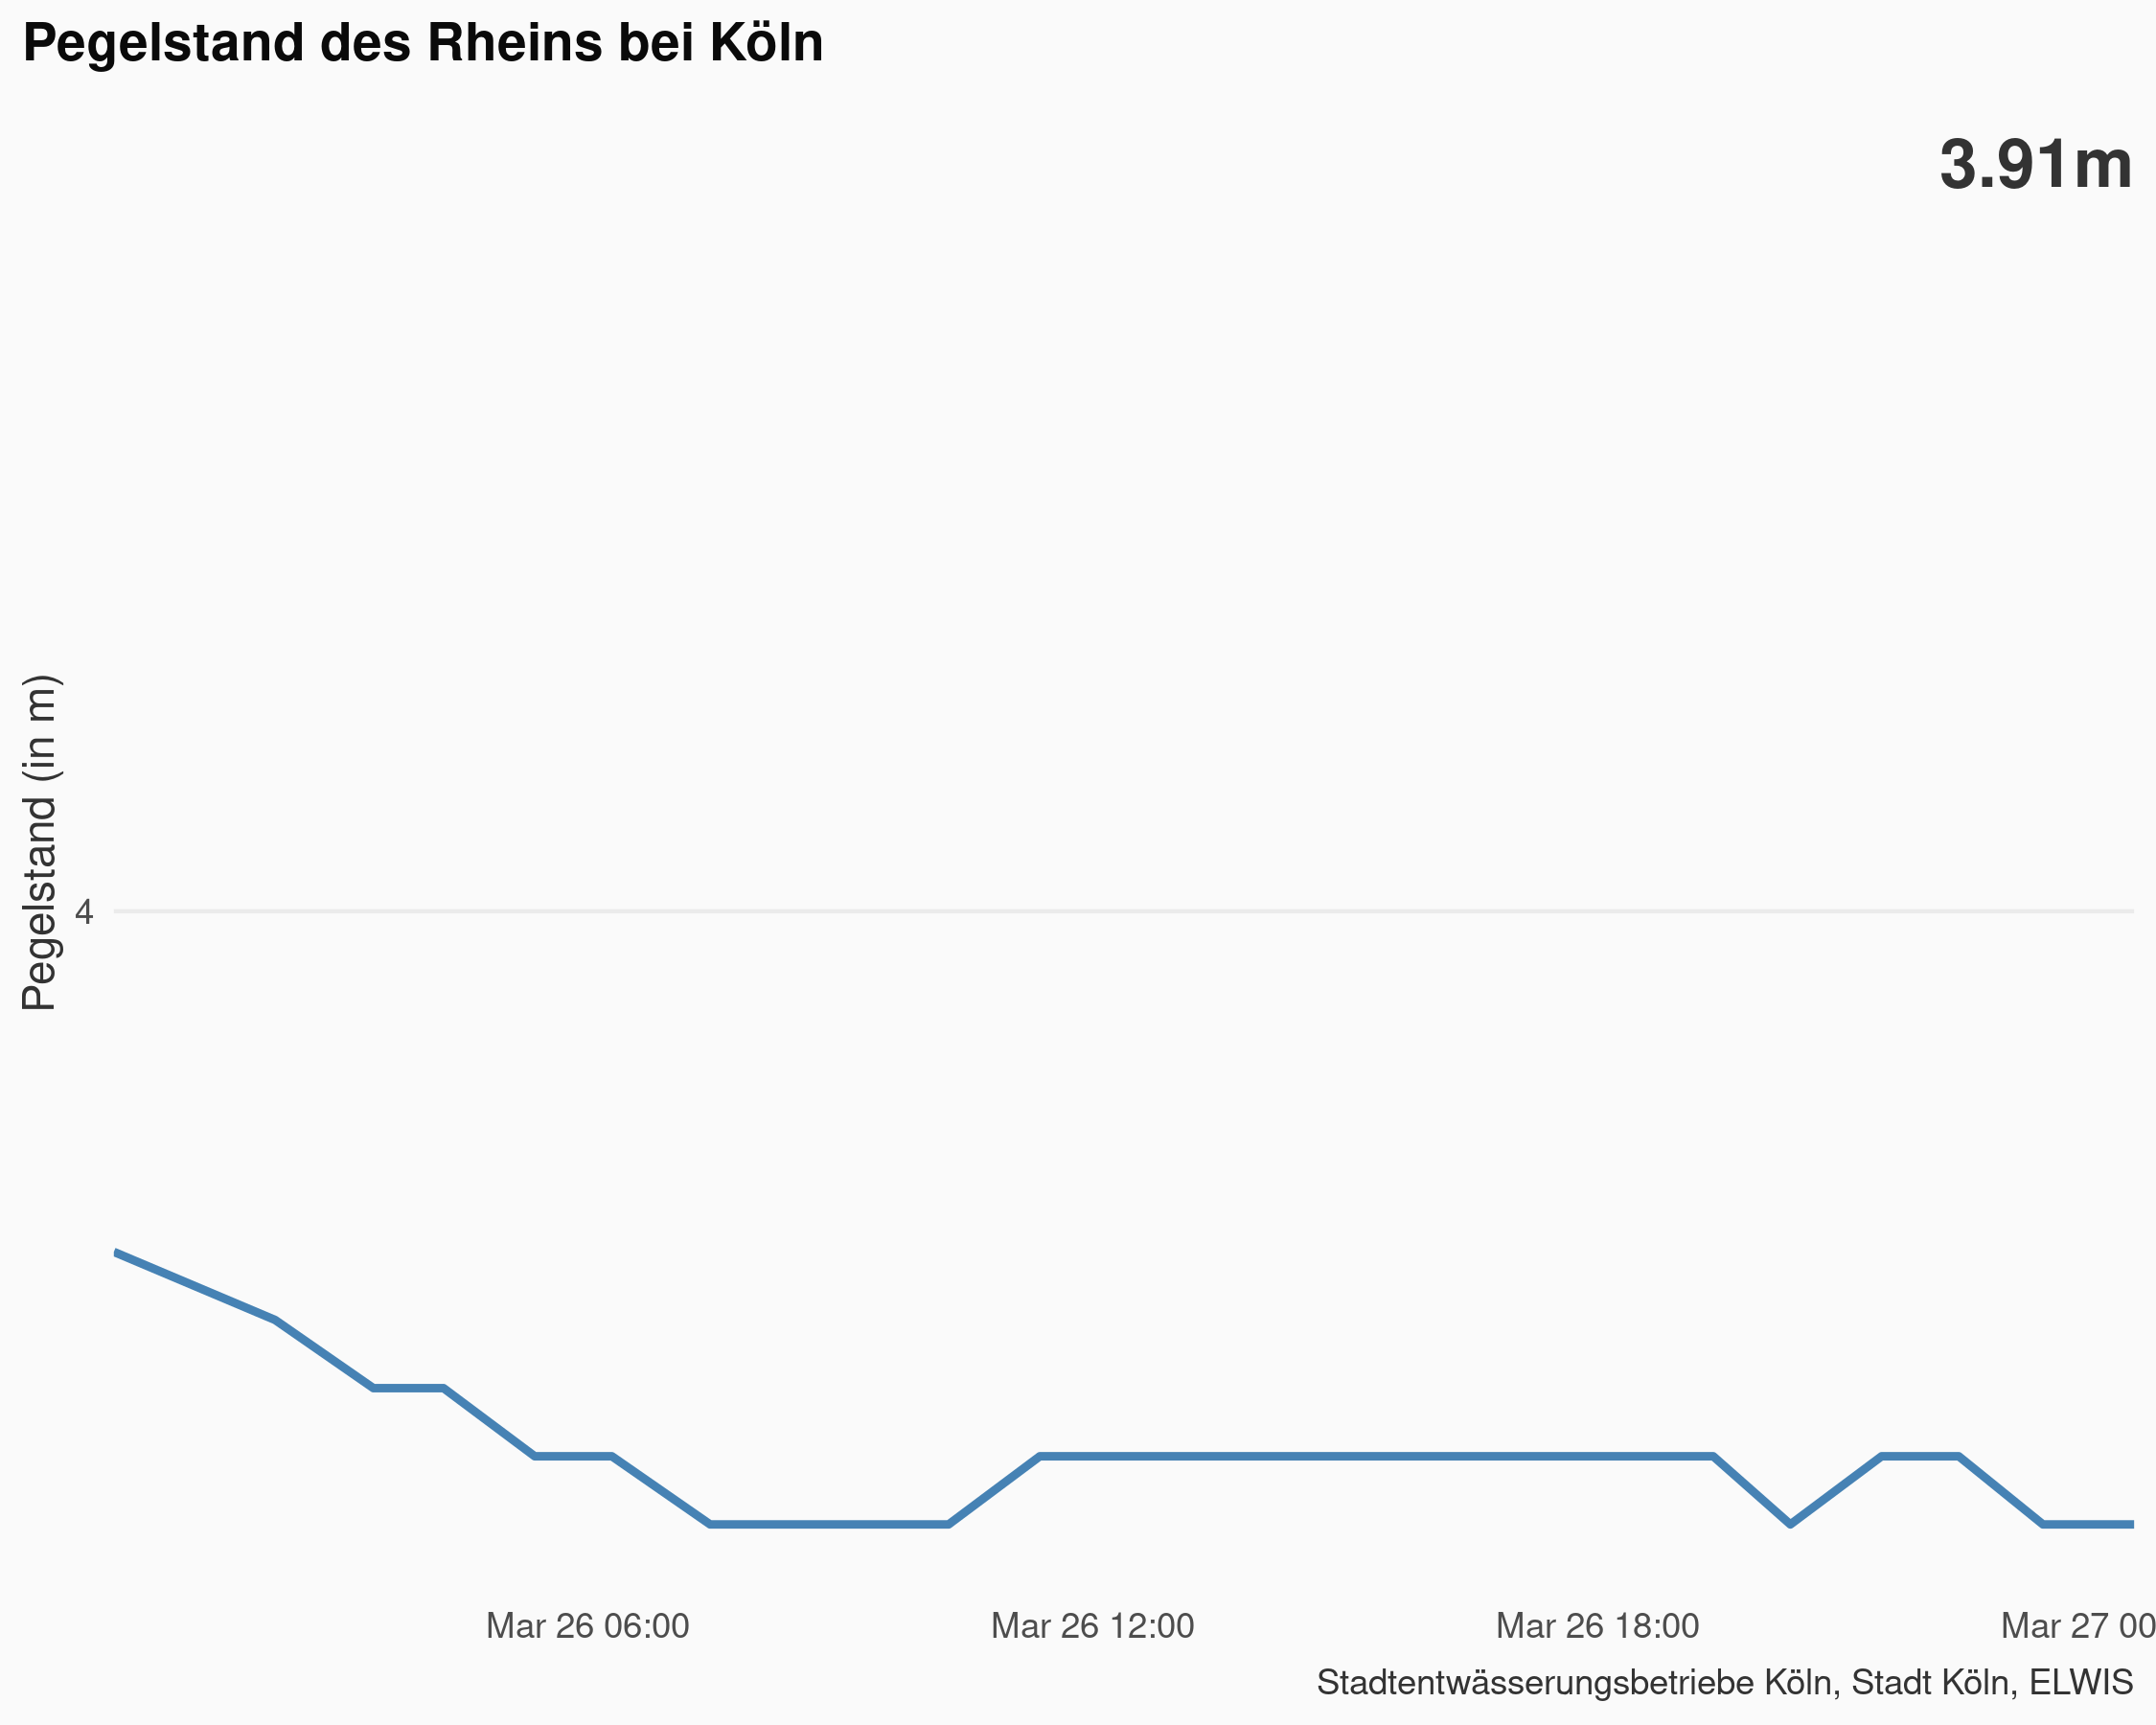 Pegelstand des Rheins bei Köln
3.91m
Pegelstand (in m)
4
Mar 26 06:00
Mar 26 12:00
Mar 26 18:00
Mar 27 00
Stadtentwässerungsbetriebe Köln, Stadt Köln, ELWIS